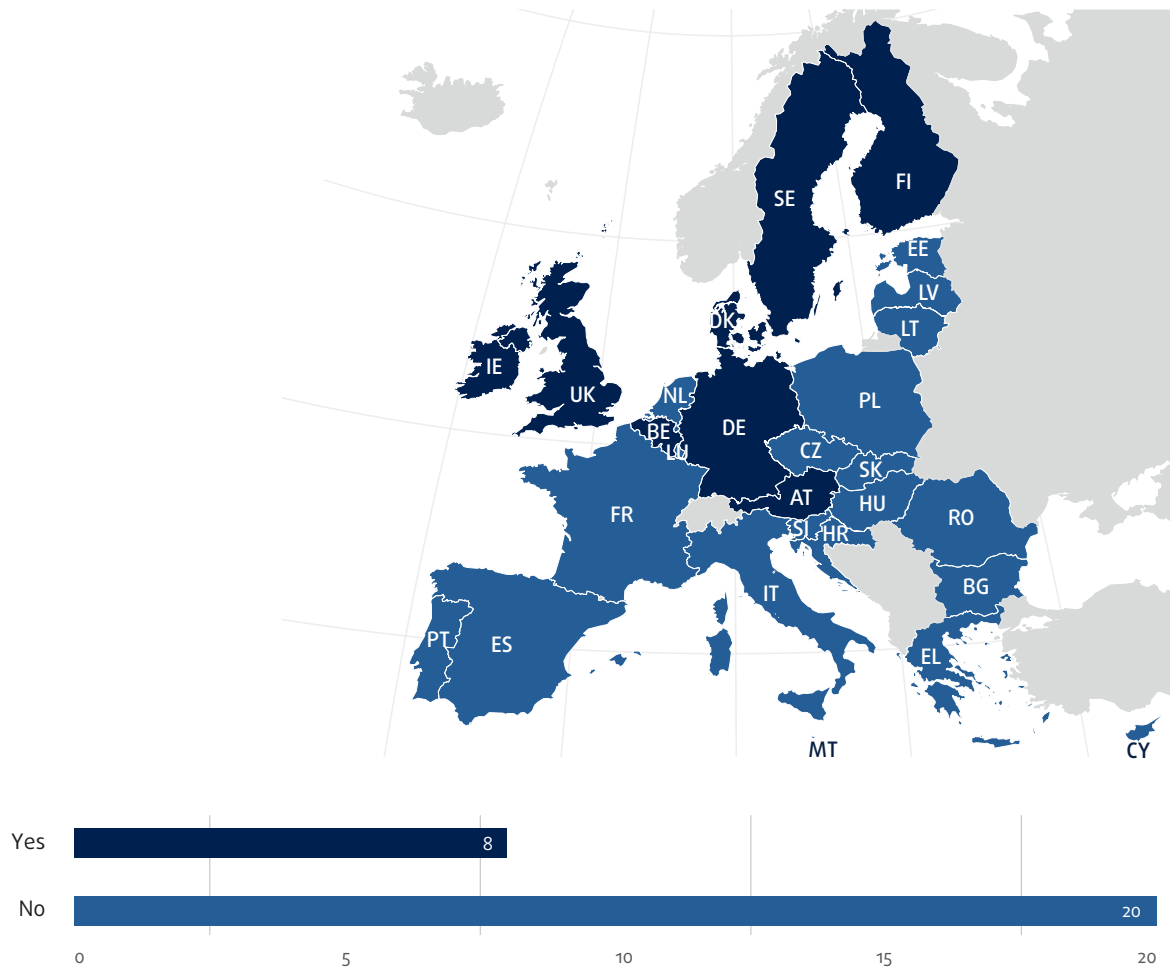 SE
FI
EE
LV
DK
LT
IE
UK
NL
PL
BE
DE
LU
CZ
SK
AT
HU
FR
RO
SI
HR
BG
IT
PT
ES
EL
MT
CY
Yes
8
No
20
0
5
10
15
20